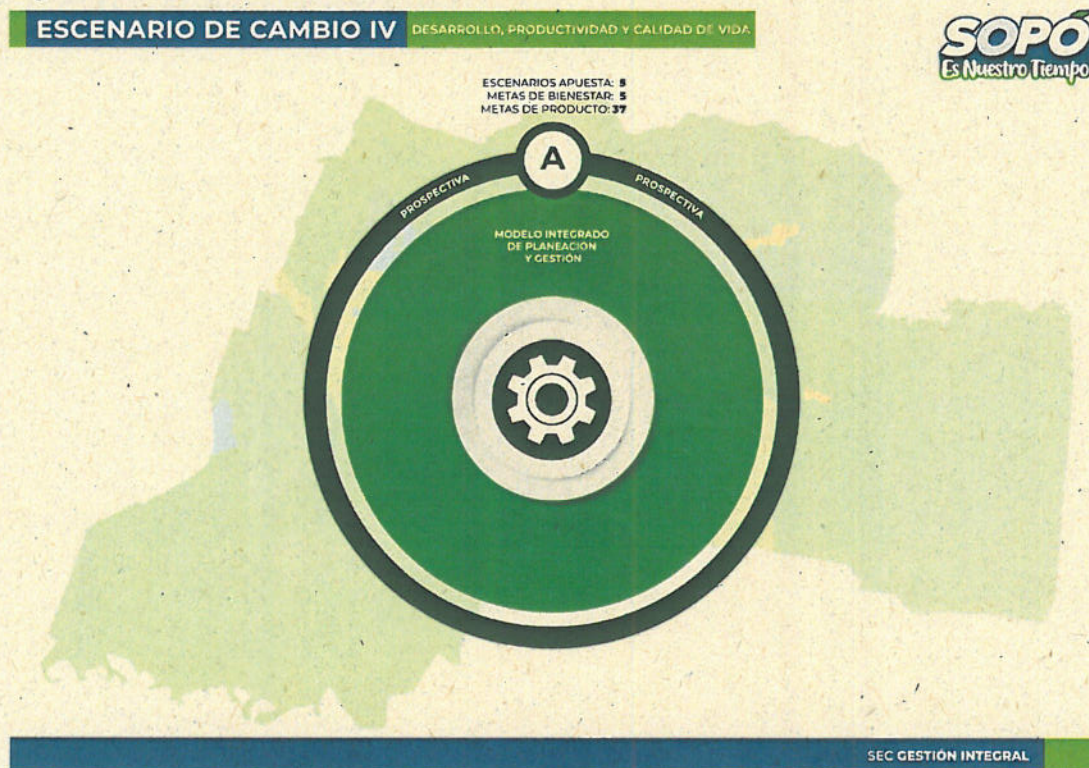 ESCENARIO DE CAMBIO IV DESARROLLO, PRODUCTIVIDAD Y CALIDAD DE VIDA
SOPÓ
Es Nuestro Tiempo
ESCENARIOS APUESTA: 5
METAS DE BIENESTAR: 5
METAS DE PRODUCTO: 37
A
PROSPECTIVA PROSPECTIVA
MODELO INTEGRADO
DE PLANEACIÓN
Y GESTIÓN
SEC GESTIÓN INTEGRAL